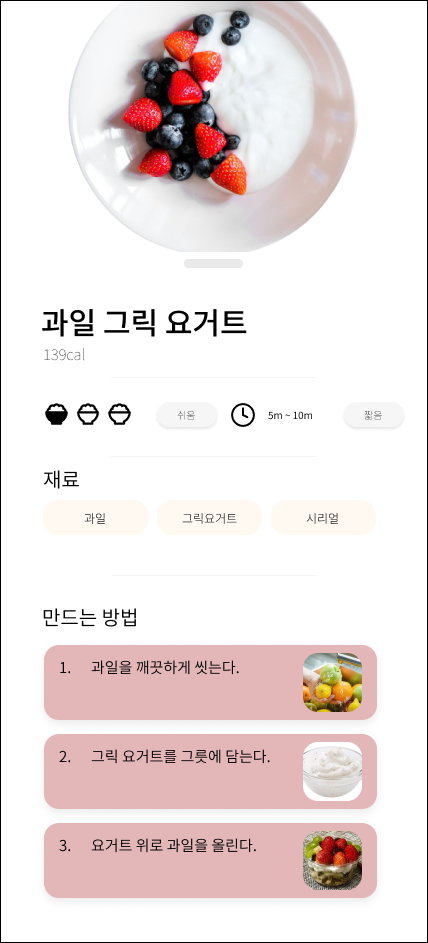 과일 그릭 요거트
139cal
쉬움
5m ~ 10m
짧음
재료
과일
그릭요거트
시리얼
만드는 방법
1. 과일을 깨끗하게 씻는다.
2. 그릭 요거트를 그릇에 담는다.
3. 요거트 위로 과일을 올린다.